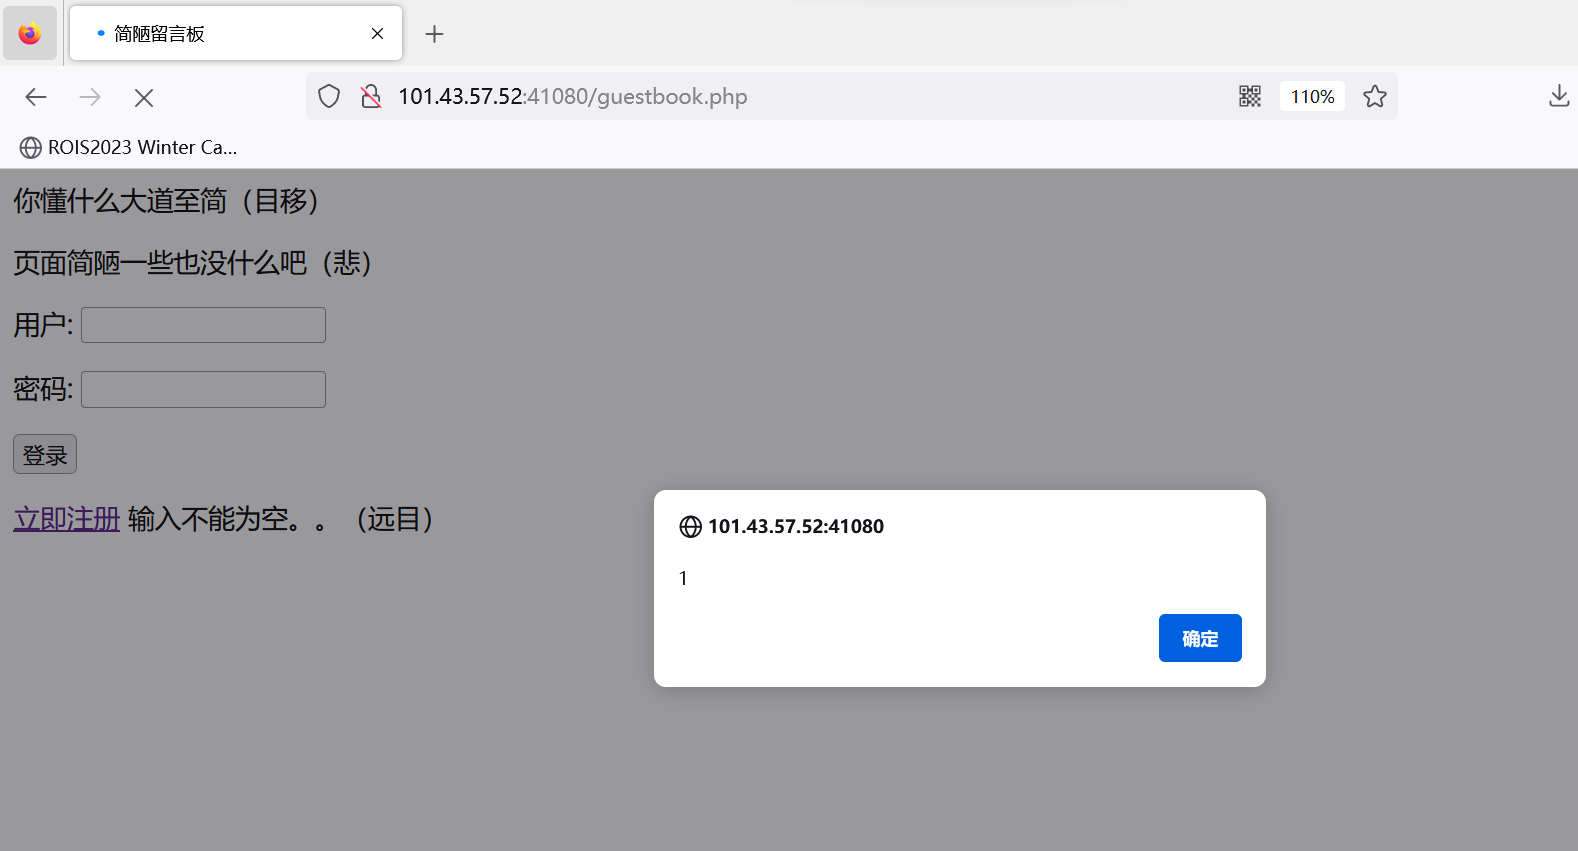 简陋留言板
101.43.57.52:41080/guestbook.php
110%
ROIS2023 Winter Ca...
你懂什么大道至简（目移）
页面简陋一些也没什么吧（悲）
用户:
密码:
登录
立即注册 输入不能为空。。（远目）
101.43.57.52:41080
1
确定